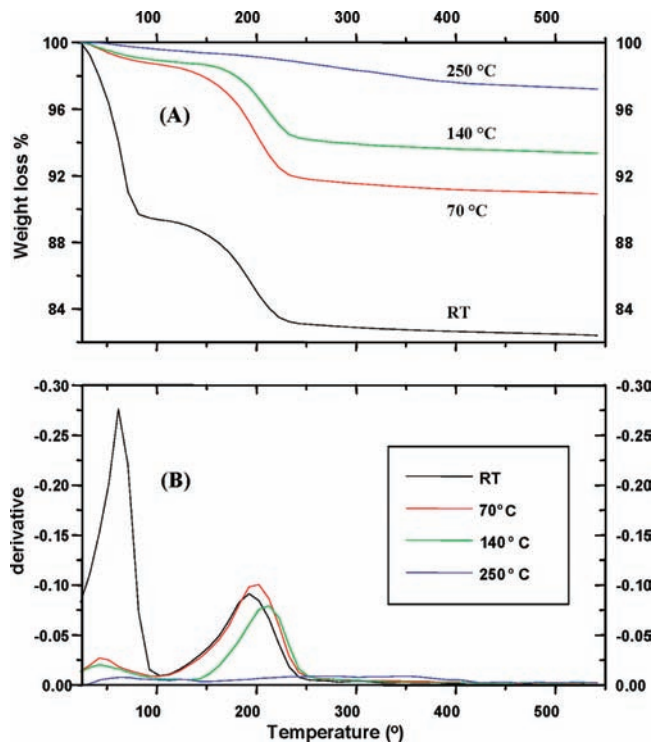 100 200 300 400 500
100 100
250 °C
96 96
(A)
140 °C
92 92
70 °C
88 88
RT
84 84
Weight loss %
-0.30 -0.30
-0.25 -0.25
(B)
RT
-0.20 -0.20
70°C
-0.15 -0.15
140° C
-0.10 -0.10
250° C
-0.05 -0.05
0.00 0.00
derivative
100 200 300 400 500
Temperature (º)